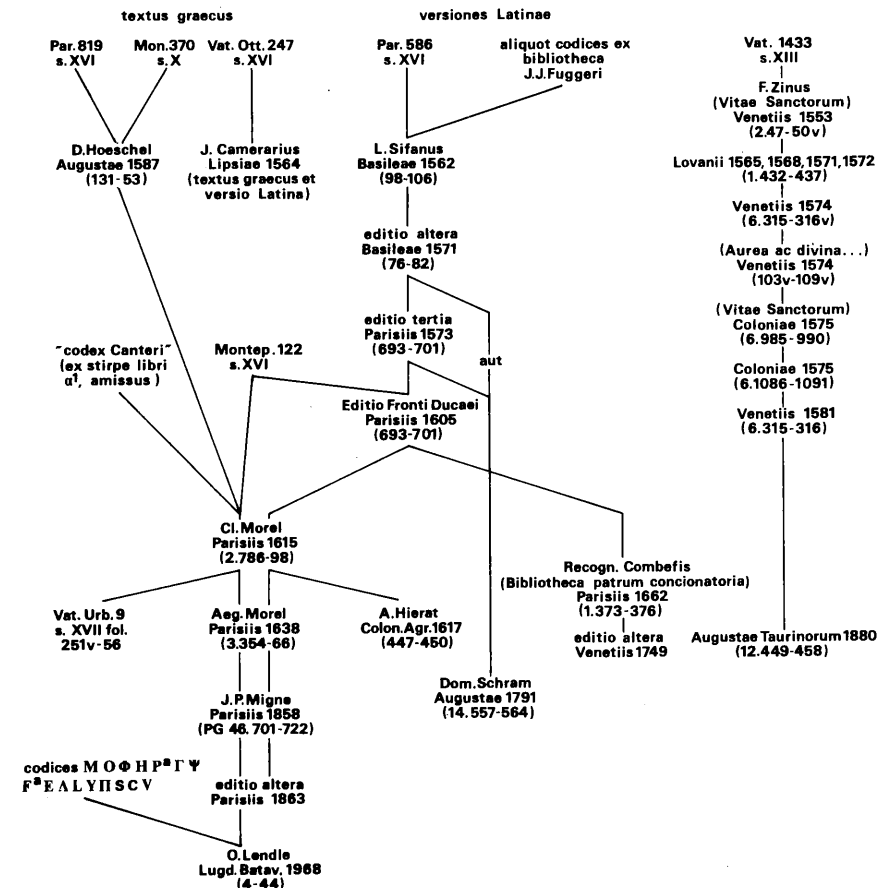 textus graecus
versiones Latinae
Par. 819
s. XVI
Mon. 370
s. X
Vat. Ott. 247
s. XVI
Par. 586
s. XVI
aliquot codices ex
bibliotheca
J.J. Fuggeri
Vat. 1433
s. XIII
F. Zinus
(Vitae Sanctorum)
Venetiis 1553
(2.47-50v)
D. Hoeschel
Augustae 1587
(131-53)
J. Camerarius
Lipsiae 1564
(textus graecus et
versio Latina)
L. Sifanus
Basileae 1562
(98-106)
Lovanii 1565, 1568, 1571, 1572
(1.432-437)
Venetiis 1574
(6.315-316v)
editio altera
Basileae 1571
(76-82)
(Aurea ac divina...)
Venetiis 1574
(103v-109v)
editio tertia
Parisiis 1573
(693-701)
(Vitae Sanctorum)
Coloniae 1575
(6.985-990)
"codex Canteri"
(ex stirpe libri
α¹, amissus)
Montep. 122
s. XVI
aut
Coloniae 1575
(6.1086-1091)
Editio Fronti Ducaei
Parisiis 1605
(693-701)
Venetiis 1581
(6.315-316)
Cl. Morel
Parisiis 1615
(2.786-98)
Recogn. Combefis
(Bibliotheca patrum concionatoria)
Parisiis 1662
(1.373-376)
Vat. Urb. 9
s. XVII fol.
251v-56
Aeg. Morel
Parisiis 1638
(3.354-66)
A. Hierat
Colon. Agr. 1617
(447-450)
editio altera
Venetiis 1749
Augustae Taurinorum 1880
(12.449-458)
Dom. Schram
Augustae 1791
(14.557-564)
J.P. Migne
Parisiis 1858
(PG 46.701-722)
codices Μ Ο Φ Η Ρᵃ Γ Ψ
Fᵃ E Λ L Y Π S C V
editio altera
Parisiis 1863
O. Lendle
Lugd. Batav. 1968
(4-44)